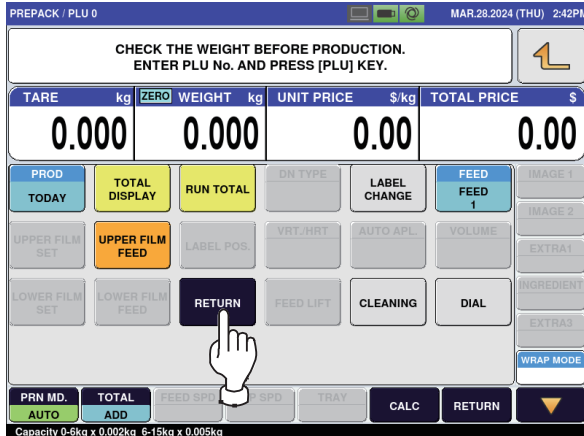 PREPACK / PLU 0
MAR.28.2024 (THU) 2:42PM
CHECK THE WEIGHT BEFORE PRODUCTION.
ENTER PLU No. AND PRESS [PLU] KEY.
TARE kg
ZERO WEIGHT kg
UNIT PRICE $/kg
TOTAL PRICE $
0.000
0.000
0.00
0.00
PROD
TODAY
TOTAL
DISPLAY
RUN TOTAL
DN TYPE
LABEL
CHANGE
FEED
FEED
1
IMAGE 1
IMAGE 2
UPPER FILM
SET
UPPER FILM
FEED
LABEL POS.
VRT./HRT
AUTO APL.
VOLUME
EXTRA1
INGREDIENT
LOWER FILM
SET
LOWER FILM
FEED
RETURN
FEED LIFT
CLEANING
DIAL
EXTRA3
WRAP MODE
PRN MD.
AUTO
TOTAL
ADD
FEED SPD
SPD
TRAY
CALC
RETURN
Capacity 0-6kg x 0.002kg 6-15kg x 0.005kg